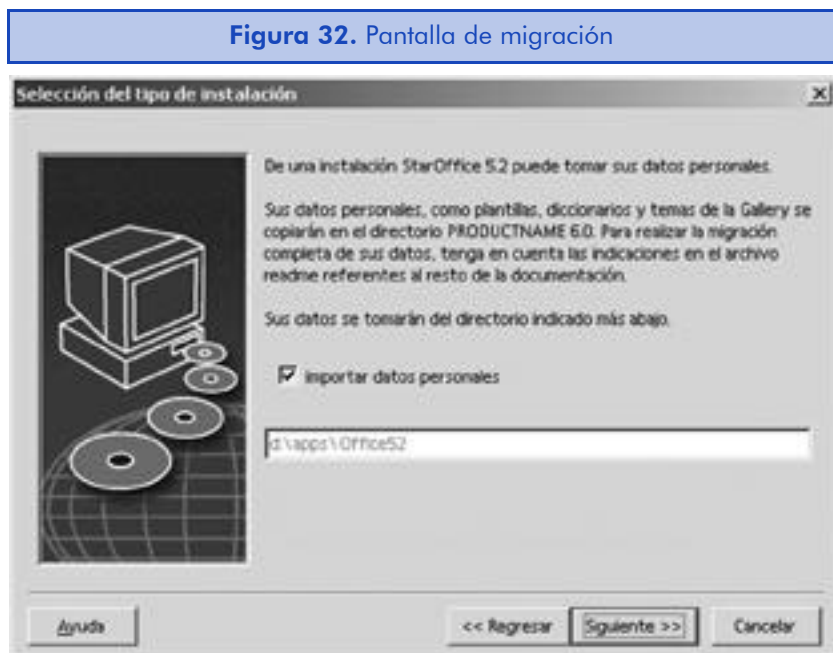 Figura 32. Pantalla de migración
Selección del tipo de instalación
De una instalación StarOffice 5.2 puede tomar sus datos personales.
Sus datos personales, como plantillas, diccionarios y temas de la Gallery se
copiarán en el directorio PRODUCTNAME 6.0. Para realizar la migración
completa de sus datos, tenga en cuenta las indicaciones en el archivo
readme referentes al resto de la documentación.
Sus datos se tomarán del directorio indicado más abajo.
Importar datos personales
d:\apps\Office52
Ayuda
<< Regresar
Siguiente >>
Cancelar